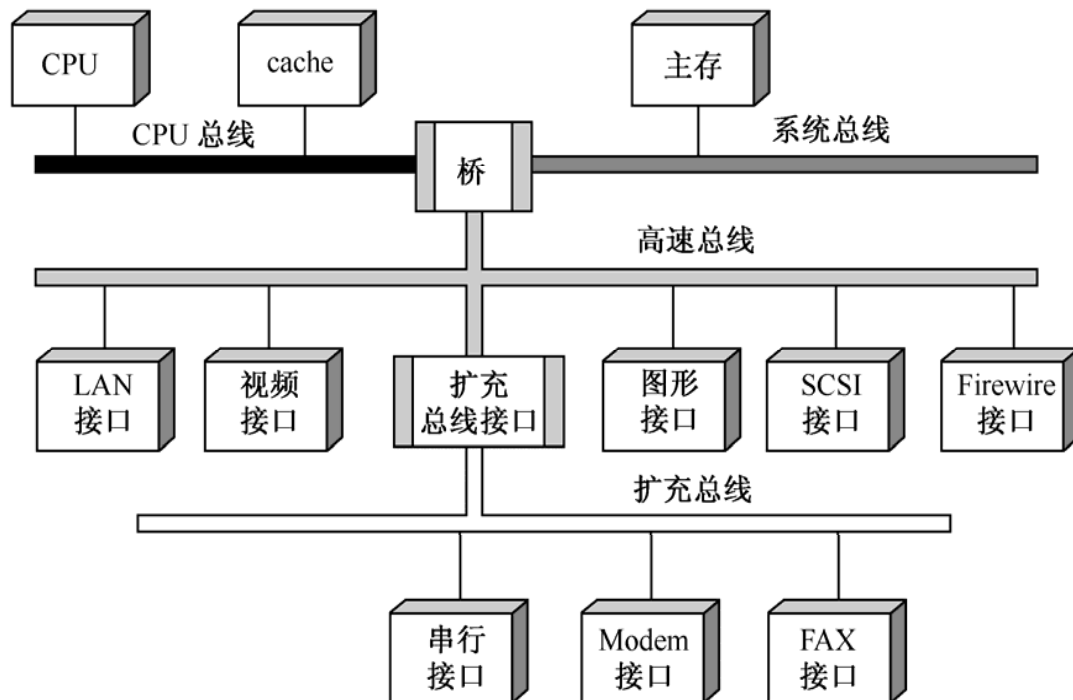 CPU
cache
主存
CPU 总线
系统总线
桥
高速总线
LAN
接口
视频
接口
扩充
总线接口
图形
接口
SCSI
接口
Firewire
接口
扩充总线
串行
接口
Modem
接口
FAX
接口